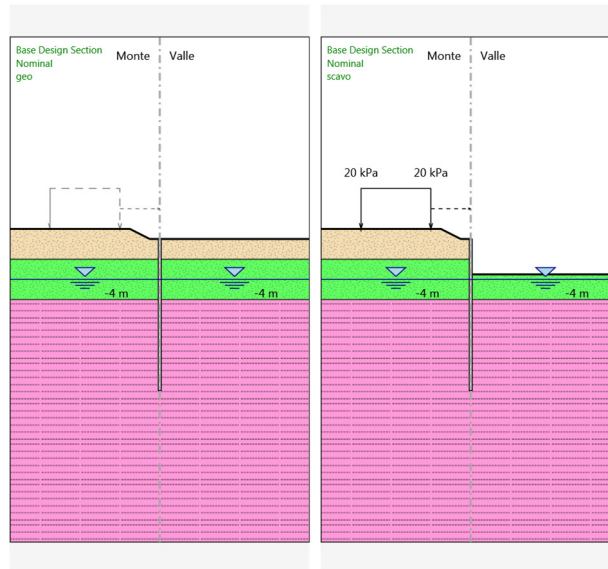 Base Design Section
Nominal
geo
Monte
Valle
-4 m
-4 m
Base Design Section
Nominal
scavo
Monte
Valle
20 kPa
20 kPa
-4 m
-4 m